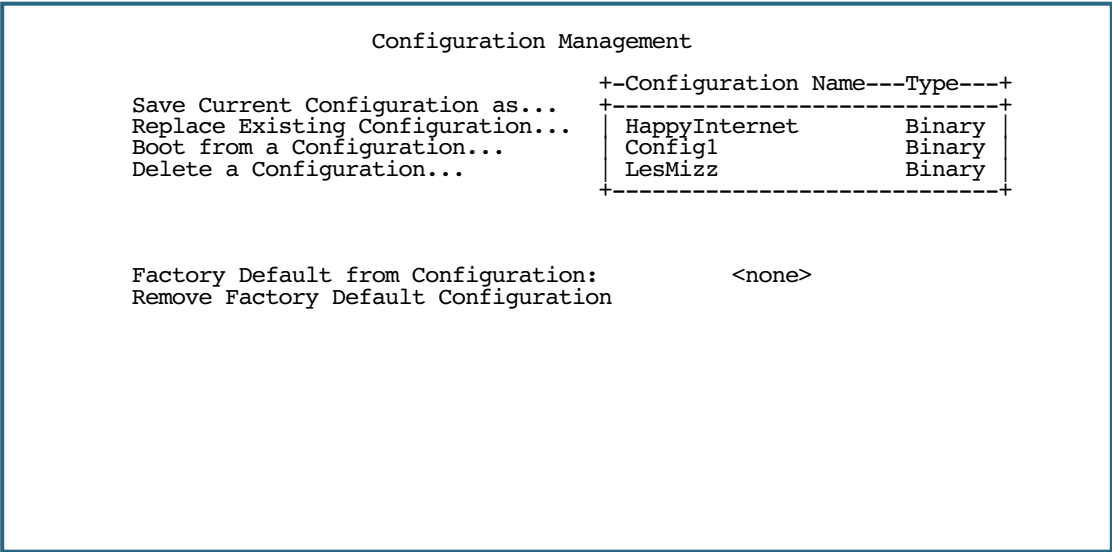 Configuration Management
+-Configuration Name---Type---+
Save Current Configuration as... +-----------------------------+
Replace Existing Configuration... | HappyInternet Binary |
Boot from a Configuration... | Config1 Binary |
Delete a Configuration... | LesMizz Binary |
+-----------------------------+
Factory Default from Configuration: <none>
Remove Factory Default Configuration